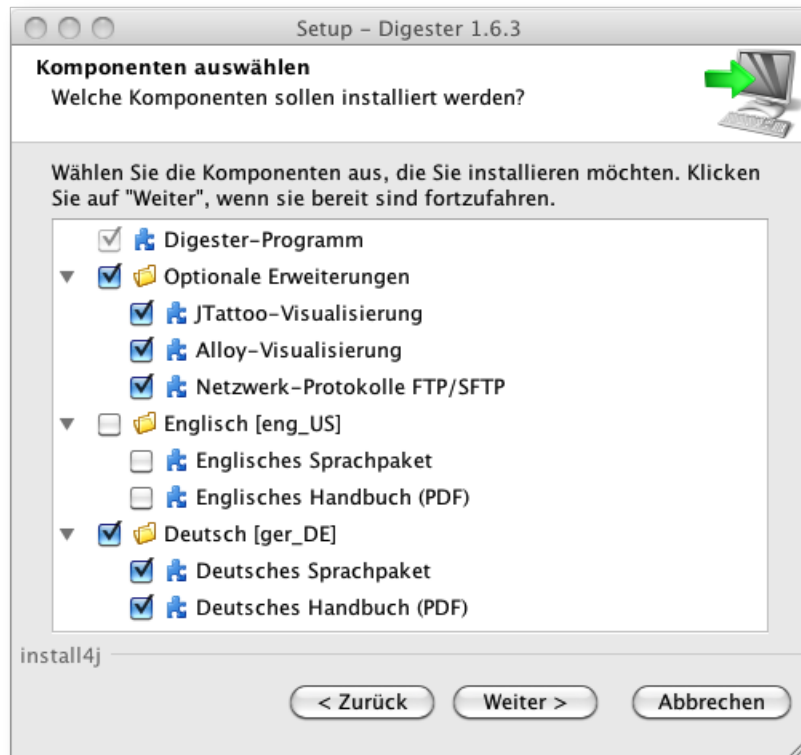 Setup – Digester 1.6.3
Komponenten auswählen
Welche Komponenten sollen installiert werden?
Wählen Sie die Komponenten aus, die Sie installieren möchten. Klicken
Sie auf "Weiter", wenn sie bereit sind fortzufahren.
Digester-Programm
Optionale Erweiterungen
JTattoo-Visualisierung
Alloy-Visualisierung
Netzwerk-Protokolle FTP/SFTP
Englisch [eng_US]
Englisches Sprachpaket
Englisches Handbuch (PDF)
Deutsch [ger_DE]
Deutsches Sprachpaket
Deutsches Handbuch (PDF)
install4j
< Zurück
Weiter >
Abbrechen